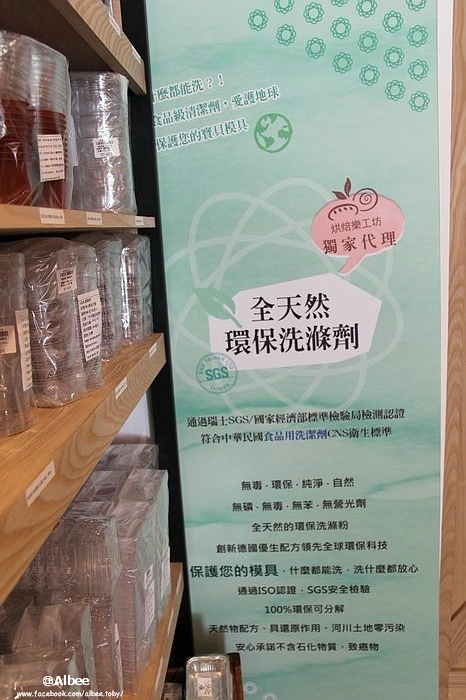 什麼都能洗？！
食品級清潔劑，愛護地球
保護您的寶貝模具
烘焙樂工坊
獨家代理
全天然
環保洗滌劑
SGS
通過瑞士SGS/國家經濟部標準檢驗局檢測認證
符合中華民國食品用洗潔劑CNS衛生標準
無毒．環保．純淨．自然
無磷．無毒．無苯．無螢光劑
全天然的環保洗滌粉
創新德國優生配方領先全球環保科技
保護您的模具．什麼都能洗．洗什麼都放心
通過ISO認證．SGS安全檢驗
100%環保可分解
天然物配方、具還原作用、河川土地零污染
安心承諾不含石化物質、致癌物
@Albee
www.facebook.com/albee.toby/